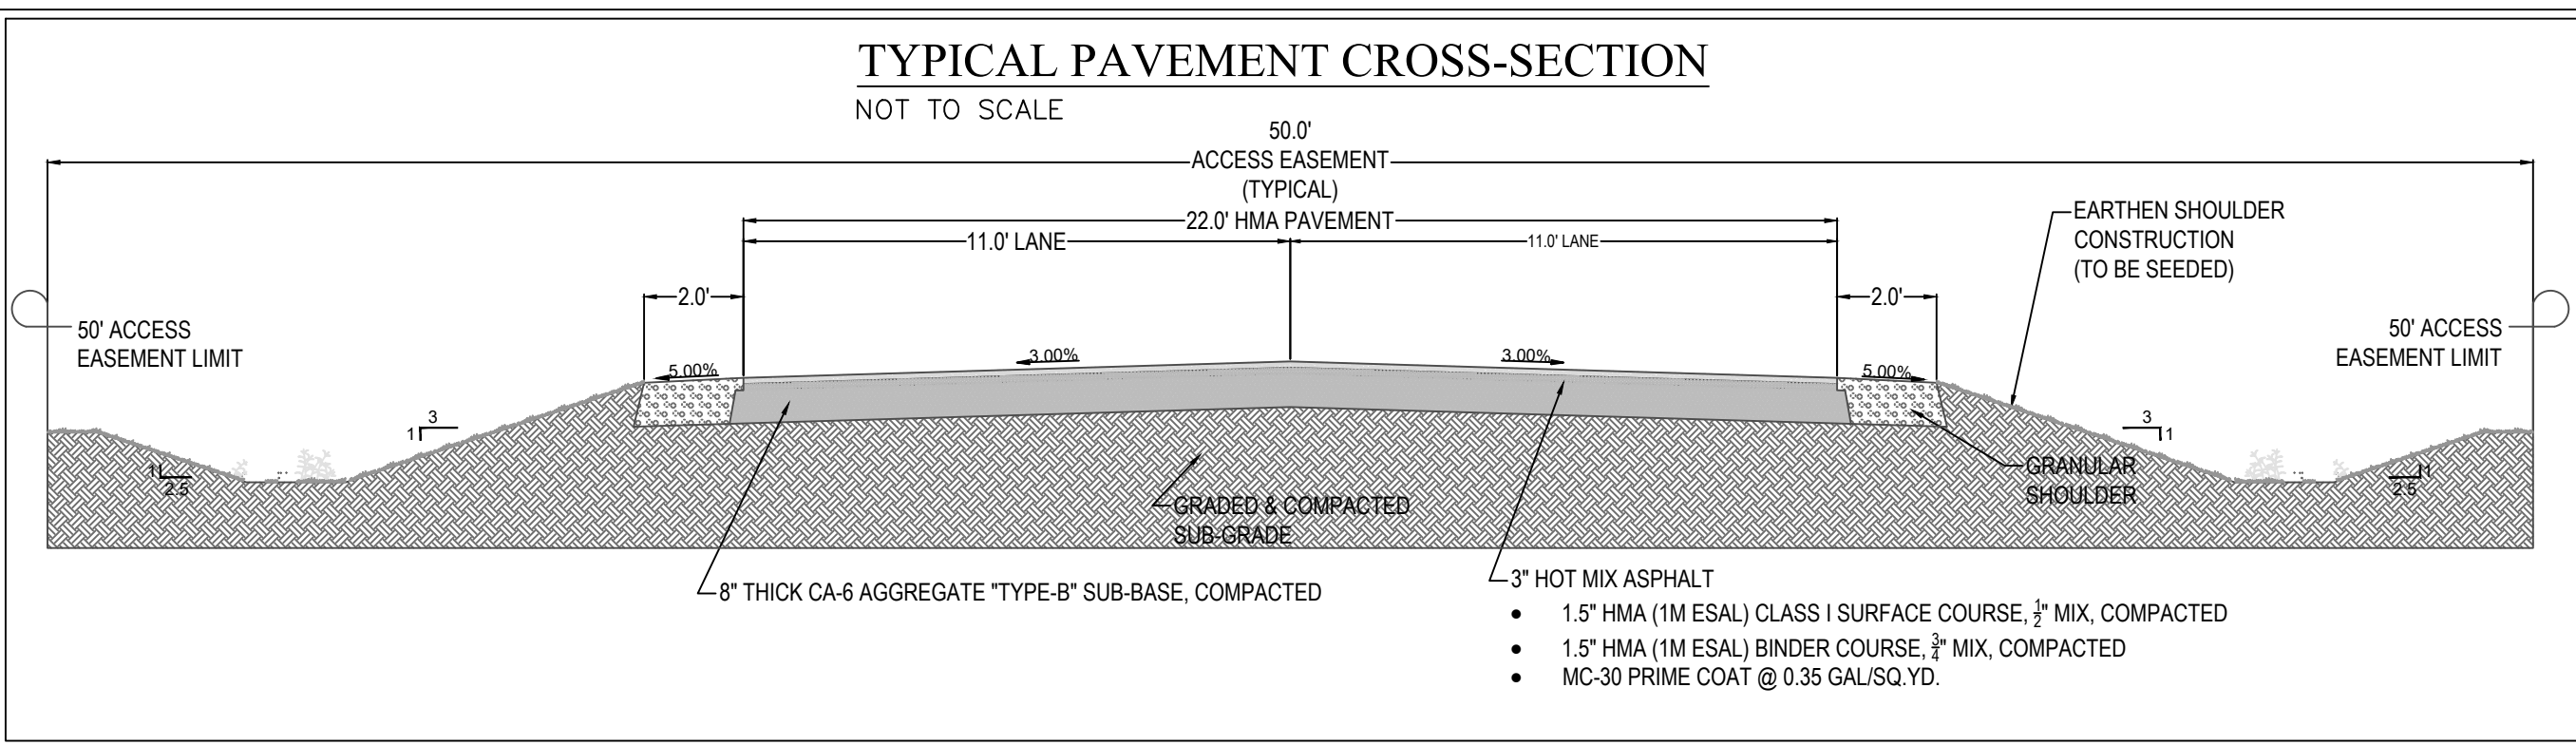 TYPICAL PAVEMENT CROSS-SECTION
NOT TO SCALE
50.0'
ACCESS EASEMENT
(TYPICAL)
22.0' HMA PAVEMENT
11.0' LANE
11.0' LANE
EARTHEN SHOULDER
CONSTRUCTION
(TO BE SEEDED)
2.0'
2.0'
50' ACCESS
EASEMENT LIMIT
50' ACCESS
EASEMENT LIMIT
5.00%
3.00%
3.00%
5.00%
3
1
3
1
1
2.5
1
2.5
GRANULAR
SHOULDER
GRADED & COMPACTED
SUB-GRADE
8" THICK CA-6 AGGREGATE "TYPE-B" SUB-BASE, COMPACTED
3" HOT MIX ASPHALT
• 1.5" HMA (1M ESAL) CLASS I SURFACE COURSE, 1/2" MIX, COMPACTED
• 1.5" HMA (1M ESAL) BINDER COURSE, 3/4" MIX, COMPACTED
• MC-30 PRIME COAT @ 0.35 GAL/SQ.YD.